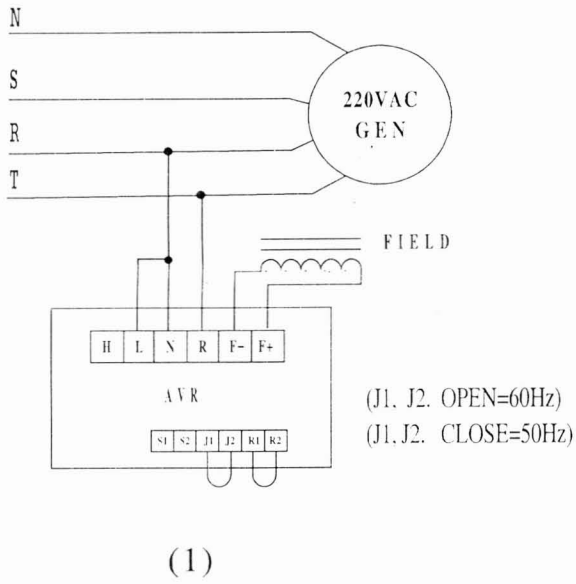 N
S
220VAC
GEN
R
T
FIELD
H L N R F- F+
AVR
(J1. J2. OPEN=60Hz)
(J1,J2. CLOSE=50Hz)
S1 S2 J1 J2 R1 R2
(1)